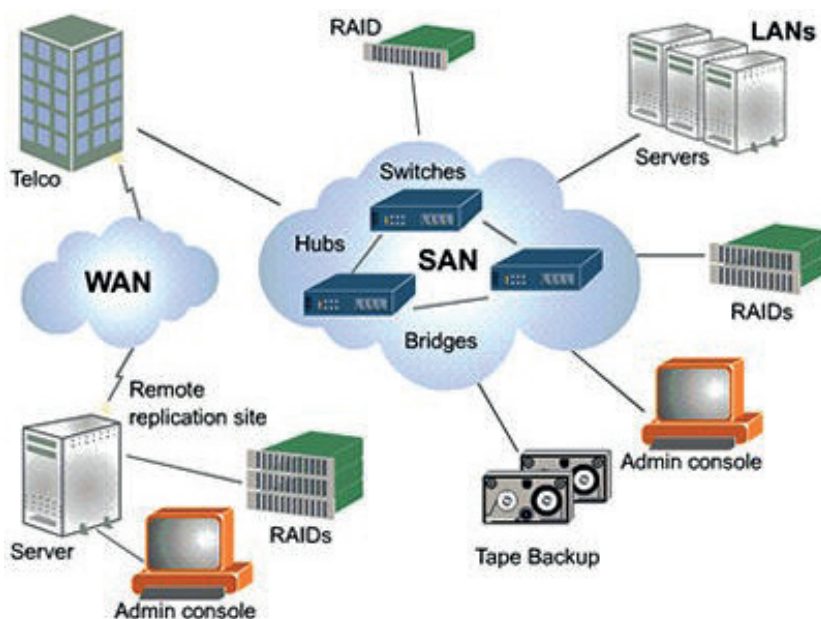 RAID
LANs
Servers
Telco
Switches
Hubs
SAN
Bridges
WAN
RAIDs
Remote
replication site
Admin console
RAIDs
Server
Tape Backup
Admin console